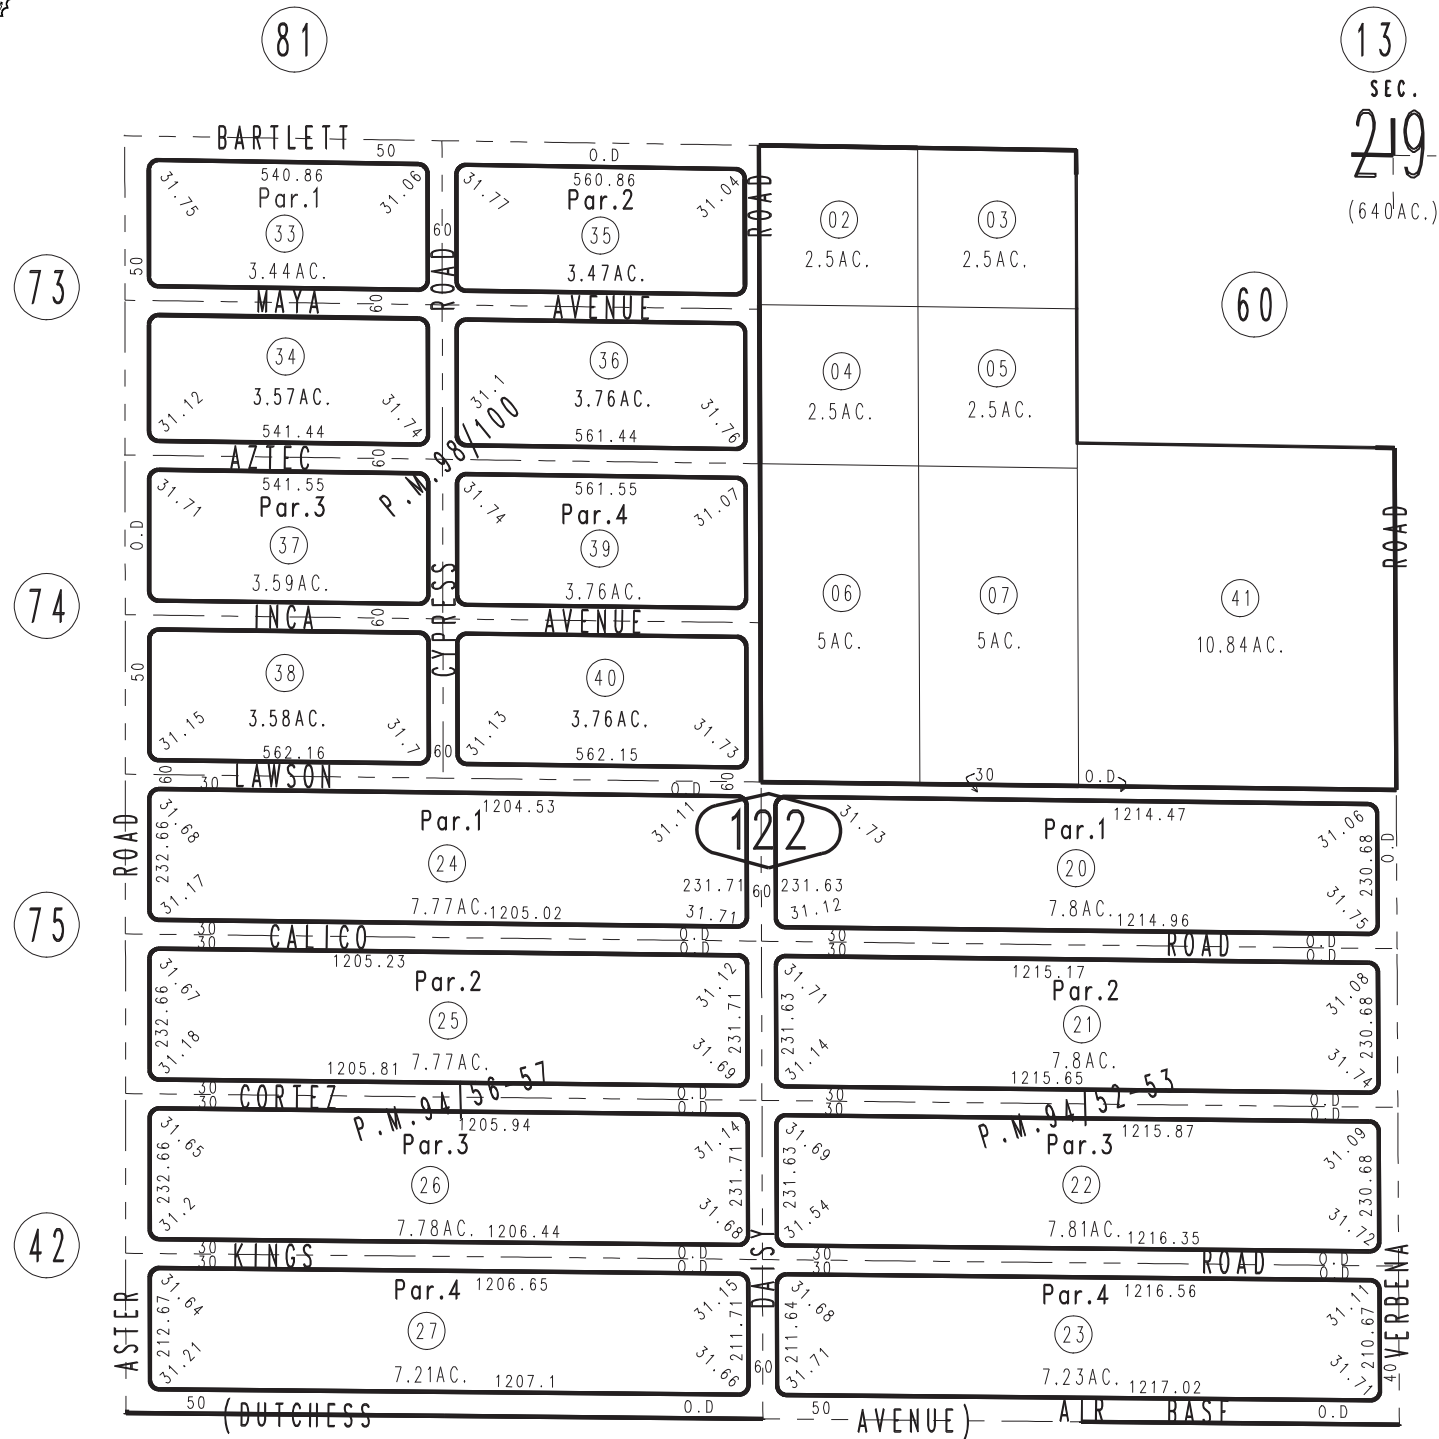 81
13
SEC.
219
(640AC.)
BARTLETT
50
O.D
31.75
540.86
31.06
Par.1
33
3.44AC.
31.77
560.86
31.04
Par.2
35
3.47AC.
ROAD
02
2.5AC.
03
2.5AC.
60
50
60
ROAD
73
MAYA
60
AVENUE
34
3.57AC.
31.12
31.74
541.44
31.1
36
3.76AC.
31.76
561.44
04
2.5AC.
05
2.5AC.
P.M.98/100
AZTEC
60
31.71
541.55
Par.3
37
3.59AC.
31.74
561.55
31.07
Par.4
39
3.76AC.
O.D
CYPRESS
ROAD
06
5AC.
07
5AC.
41
10.84AC.
74
INCA
60
AVENUE
50
38
3.58AC.
31.15
31.7
562.16
40
3.76AC.
31.13
31.73
562.15
60
60
30
LAWSON
O.D
60
30
O.D
ROAD
31.68
1204.53
31.11
Par.1
232.66
24
231.71
31.17
7.77AC.
1205.02
31.71
122
60
31.73
1214.47
31.06
Par.1
20
230.68
O.D
231.63
31.12
7.8AC.
1214.96
31.75
75
30
30
CALICO
O.D
O.D
30
30
ROAD
O.D
O.D
31.67
1205.23
31.12
Par.2
232.66
25
231.71
31.18
7.77AC.
1205.81
31.69
31.71
1215.17
31.08
Par.2
231.63
21
230.68
31.14
7.8AC.
1215.65
31.74
30
30
CORTEZ
P.M.94/56-57
O.D
O.D
30
30
P.M.94/52-53
O.D
O.D
31.65
1205.94
31.14
Par.3
232.66
26
231.71
31.2
7.78AC.
1206.44
31.68
31.69
1215.87
31.09
Par.3
231.63
22
230.68
31.54
7.81AC.
1216.35
31.72
42
30
30
KINGS
O.D
O.D
DAISY
30
30
ROAD
O.D
O.D
VERBENA
ASTER
31.64
1206.65
31.15
Par.4
212.67
27
211.71
31.21
7.21AC.
1207.1
31.66
60
31.68
1216.56
31.11
Par.4
211.64
23
210.67
31.71
7.23AC.
1217.02
31.71
40
50
(DUTCHESS
O.D
50
AVENUE)
AIR BASE
O.D